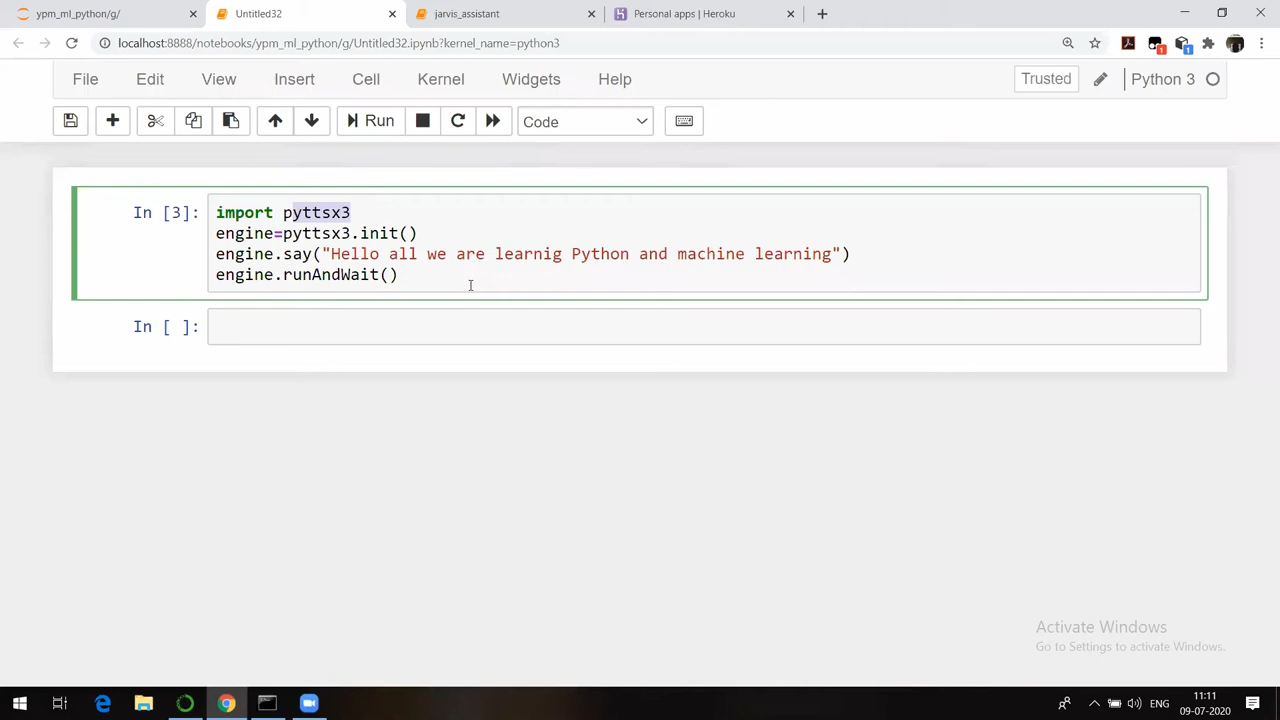 ypm_ml_python/g/
Untitled32
jarvis_assistant
Personal apps | Heroku
localhost:8888/notebooks/ypm_ml_python/g/Untitled32.ipynb?kernel_name=python3
1
1
File Edit View Insert Cell Kernel Widgets Help Trusted Python 3
Run Code
In [3]:
import pyttsx3
engine=pyttsx3.init()
engine.say("Hello all we are learnig Python and machine learning")
engine.runAndWait()
In [ ]:
Activate Windows
Go to Settings to activate Windows.
ENG
11:11
09-07-2020